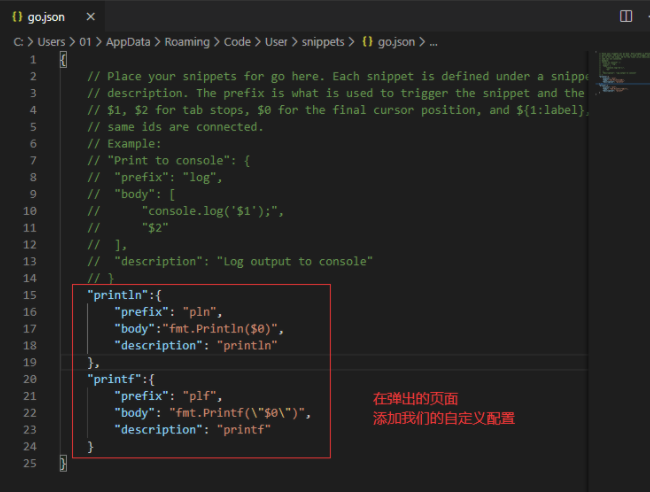 go.json
C: > Users > 01 > AppData > Roaming > Code > User > snippets > go.json > ...
1 {
2 // Place your snippets for go here. Each snippet is defined under a snippe
3 // description. The prefix is what is used to trigger the snippet and the
4 // $1, $2 for tab stops, $0 for the final cursor position, and ${1:label},
5 // same ids are connected.
6 // Example:
7 // "Print to console": {
8 //  "prefix": "log",
9 //  "body": [
10 //      "console.log('$1');",
11 //      "$2"
12 //  ],
13 //  "description": "Log output to console"
14 // }
15 "println":{
16 "prefix": "pln",
17 "body":"fmt.Println($0)",
18 "description": "println"
19 },
20 "printf":{
21 "prefix": "plf",
22 "body": "fmt.Printf(\"$0\")",
23 "description": "printf"
24 }
25 }
在弹出的页面
添加我们的自定义配置